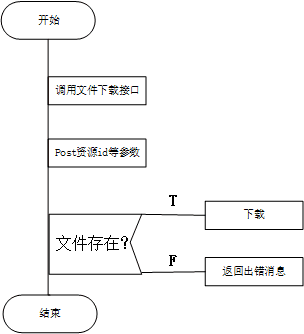 开始
调用文件下载接口
Post资源id等参数
T
下载
文件存在?
F
返回出错消息
结束